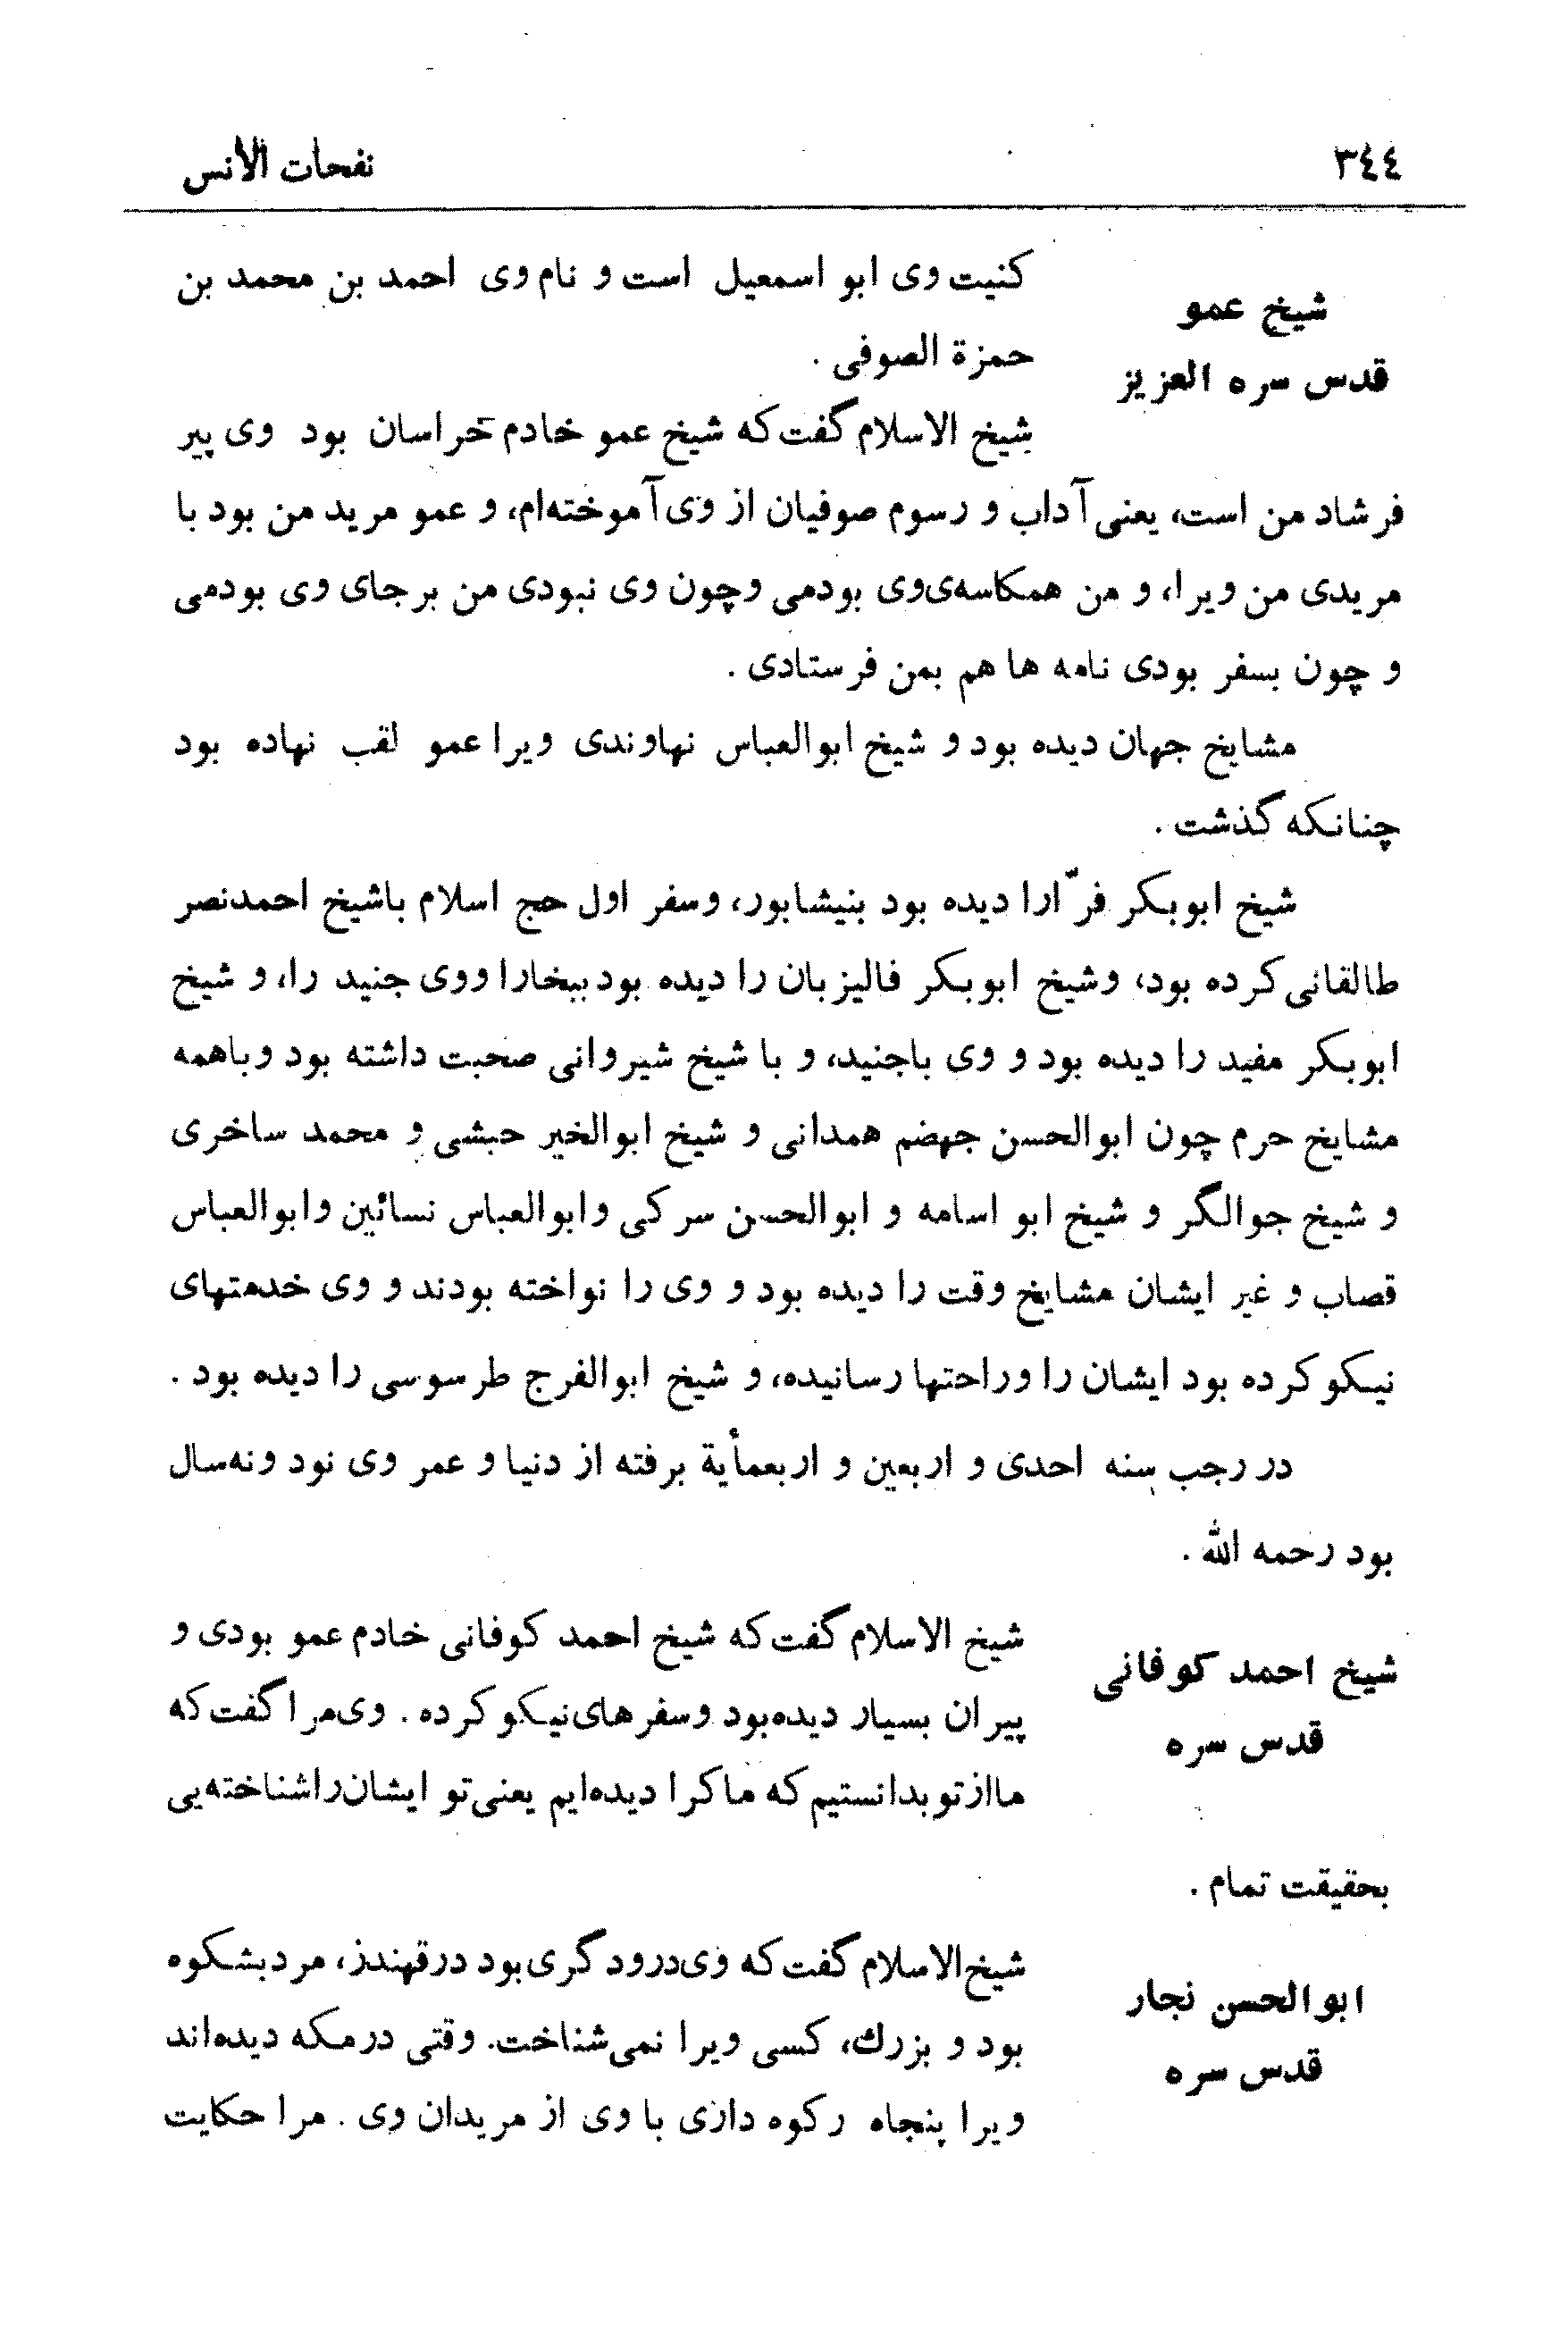 ٣٤٤
نفحات الأنس
شیخ عمو
قدس سره العزیز
کنیت وی ابو اسمعیل است و نام وی احمد بن محمد بن
حمزة الصوفی .
شیخ الاسلام گفت که شیخ عمو خادم خراسان بود وی پیر
فرشاد من است، یعنی آداب و رسوم صوفیان از وی آموخته‌ام، و عمو مرید من بود با
مریدی من ویرا، و من همکاسه‌ی وی بودمی وچون وی نبودی من برجای وی بودمی
و چون بسفر بودی نامه ها هم بمن فرستادی .
مشایخ جهان دیده بود و شیخ ابوالعباس نهاوندی ویرا عمو لقب نهاده بود
چنانکه گذشت .
شیخ ابوبکر فرّارا دیده بود بنیشابور، وسفر اول حج اسلام باشیخ احمدنصر
طالقانی کرده بود، وشیخ ابوبکر فالیزبان را دیده بود ببخارا ووی جنید را، و شیخ
ابوبکر مفید را دیده بود و وی باجنید، و با شیخ شیروانی صحبت داشته بود وباهمه
مشایخ حرم چون ابوالحسن جهضم همدانی و شیخ ابوالخیر حبشی و محمد ساخری
و شیخ جوالگر و شیخ ابو اسامه و ابوالحسن سرکی وابوالعباس نسائین وابوالعباس
قصاب و غیر ایشان مشایخ وقت را دیده بود و وی را نواخته بودند و وی خدمتهای
نیکو کرده بود ایشان را وراحتها رسانیده، و شیخ ابوالفرج طرسوسی را دیده بود .
در رجب سنه احدی و اربعین و اربعمأیة برفته از دنیا و عمر وی نود ونه‌سال
بود رحمه الله .
شیخ احمد کوفانی
قدس سره
شیخ الاسلام گفت که شیخ احمد کوفانی خادم عمو بودی و
پیران بسیار دیده‌بود وسفرهای‌نیکو کرده . وی‌مرا گفت که
ماازتوبدانستیم که ماکرا دیده‌ایم یعنی‌تو ایشان‌راشناخته‌یی
بحقیقت تمام .
ابوالحسن نجار
قدس سره
شیخ‌الاسلام گفت که وی‌درودگری‌بود درقهندز، مردبشکوه
بود و بزرك، کسی ویرا نمی‌شناخت. وقتی درمکه دیده‌اند
ویرا پنجاه رکوه داری با وی از مریدان وی . مرا حکایت